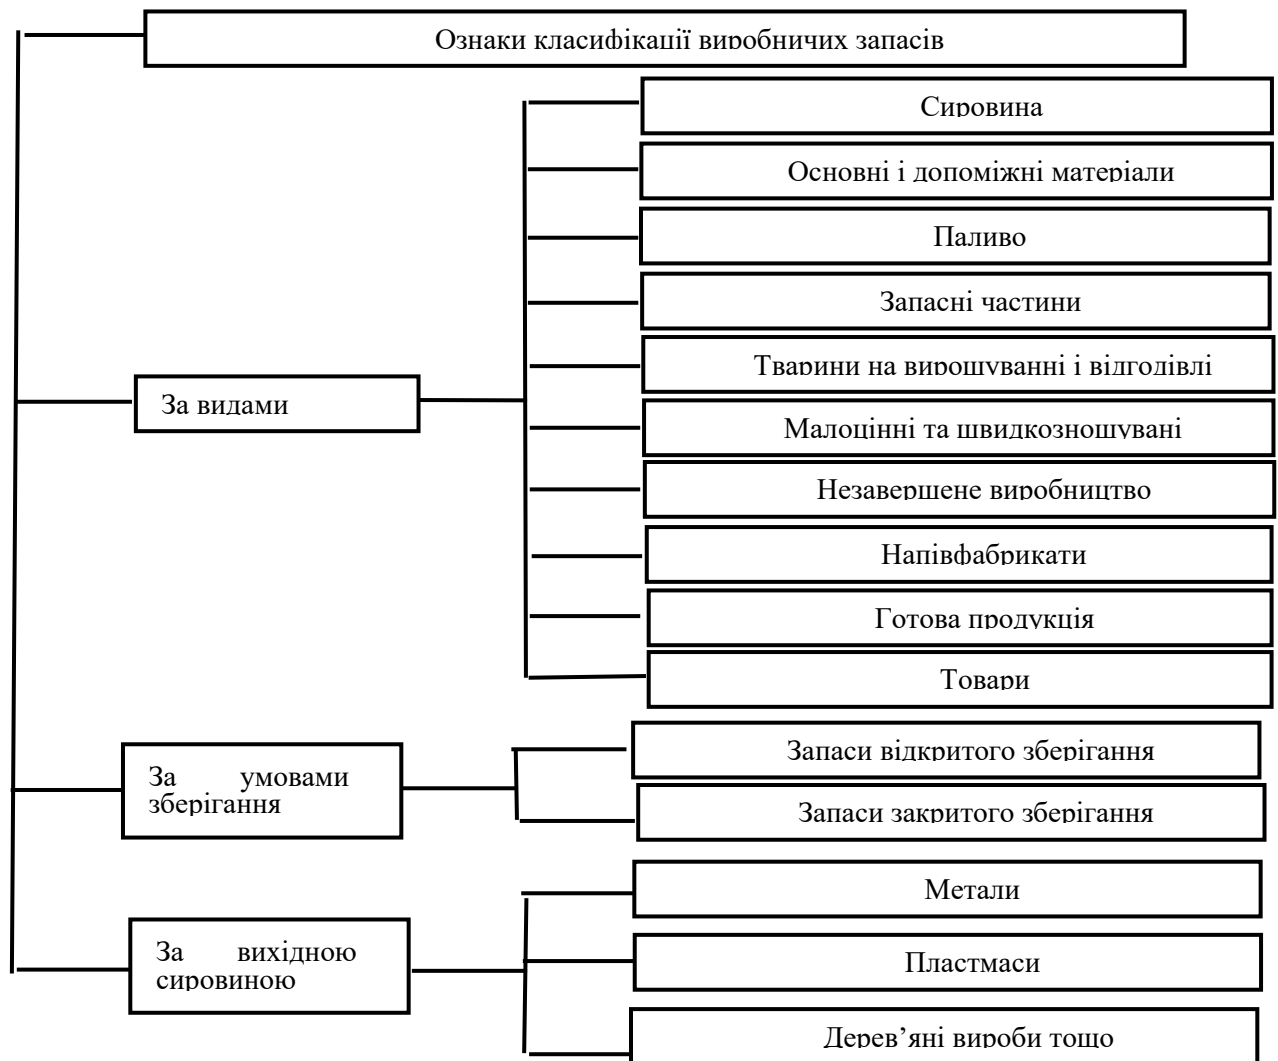 Ознаки класифікації виробничих запасів
Сировина
Основні і допоміжні матеріали
Паливо
Запасні частини
Тварини на вирощуванні і відгодівлі
За видами
Малоцінні та швидкозношувані
Незавершене виробництво
Напівфабрикати
Готова продукція
Товари
За умовами
зберігання
Запаси відкритого зберігання
Запаси закритого зберігання
За вихідною
сировиною
Метали
Пластмаси
Дерев’яні вироби тощо